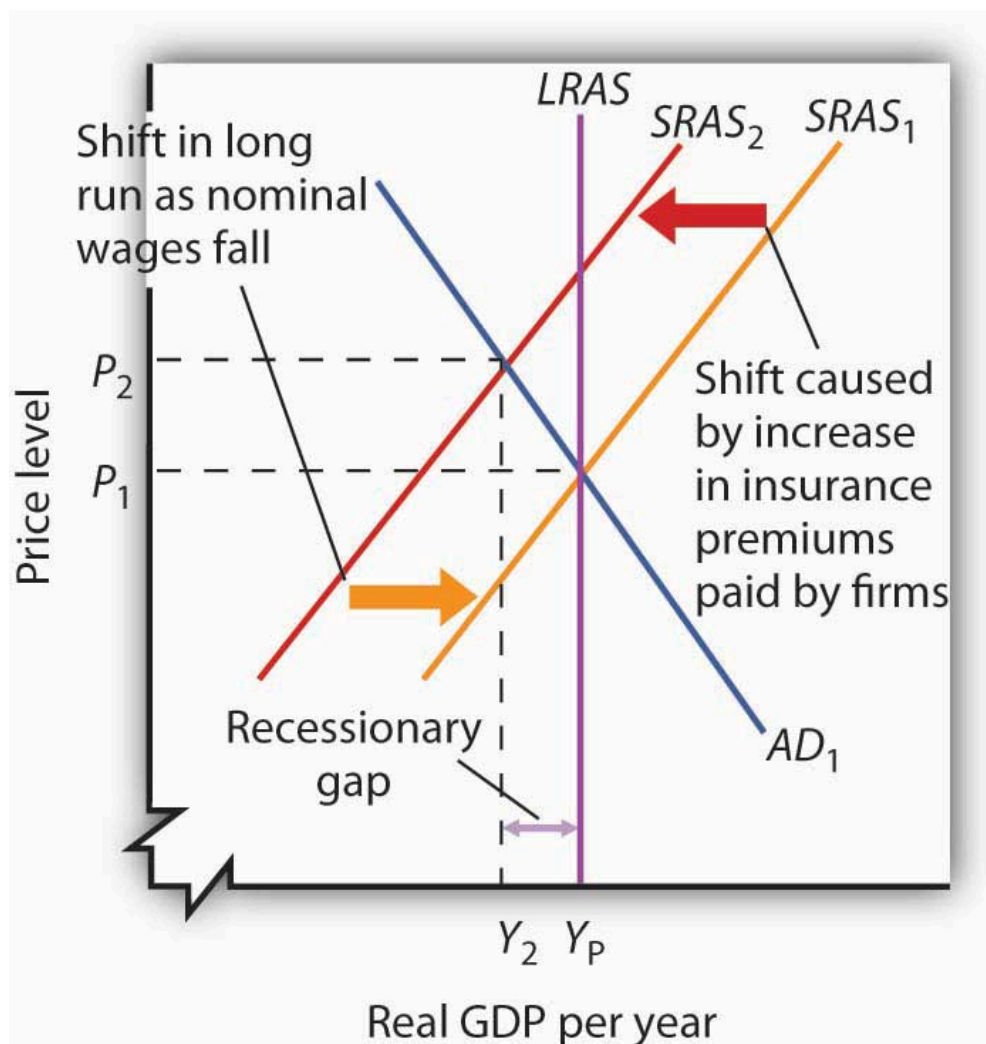 LRAS
SRAS₂
SRAS₁
Shift in long
run as nominal
wages fall
P₂
P₁
Price level
Shift caused
by increase
in insurance
premiums
paid by firms
Recessionary
gap
AD₁
Y₂
Yₚ
Real GDP per year